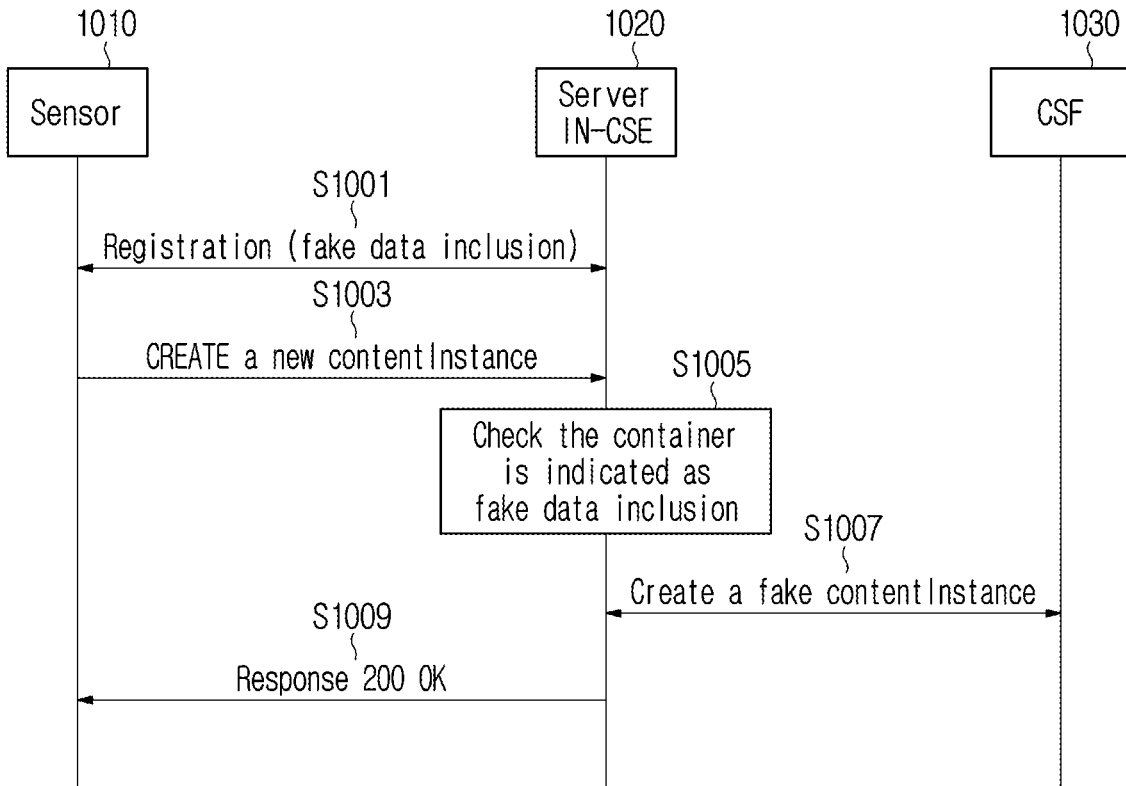 1010
1020
1030
Sensor
Server
IN-CSE
CSF
S1001
Registration (fake data inclusion)
S1003
CREATE a new contentInstance
S1005
Check the container
is indicated as
fake data inclusion
S1007
Create a fake contentInstance
S1009
Response 200 OK